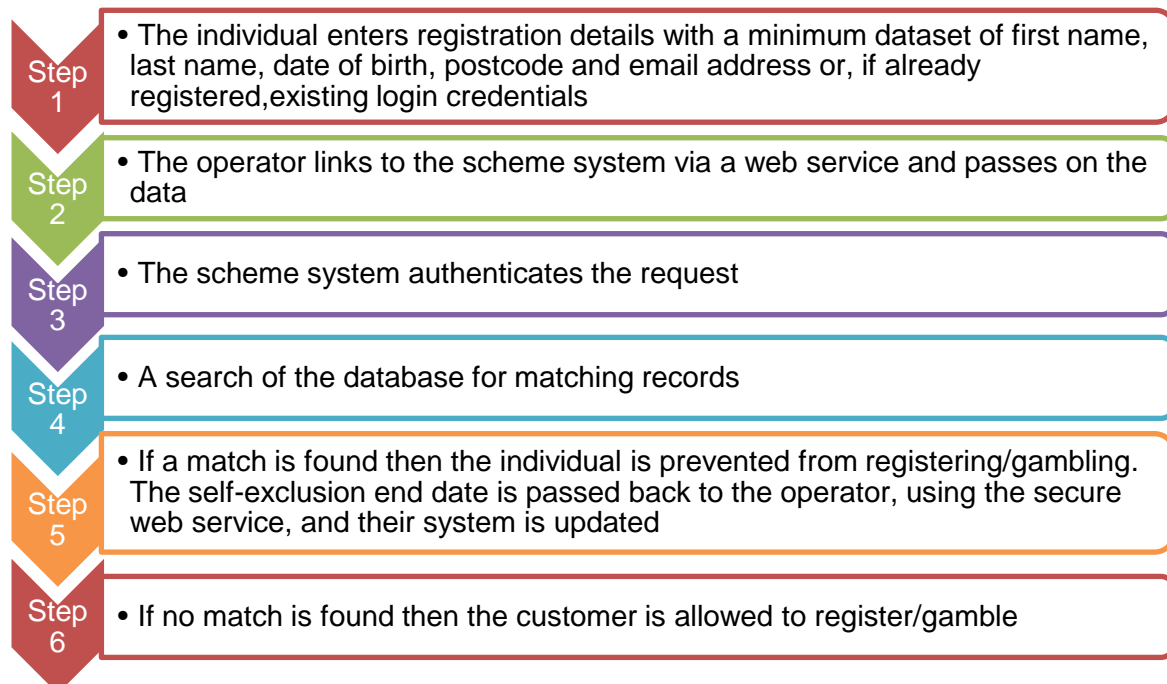 Step
1
• The individual enters registration details with a minimum dataset of first name,
last name, date of birth, postcode and email address or, if already
registered,existing login credentials
Step
2
• The operator links to the scheme system via a web service and passes on the
data
Step
3
• The scheme system authenticates the request
Step
4
• A search of the database for matching records
Step
5
• If a match is found then the individual is prevented from registering/gambling.
The self-exclusion end date is passed back to the operator, using the secure
web service, and their system is updated
Step
6
• If no match is found then the customer is allowed to register/gamble